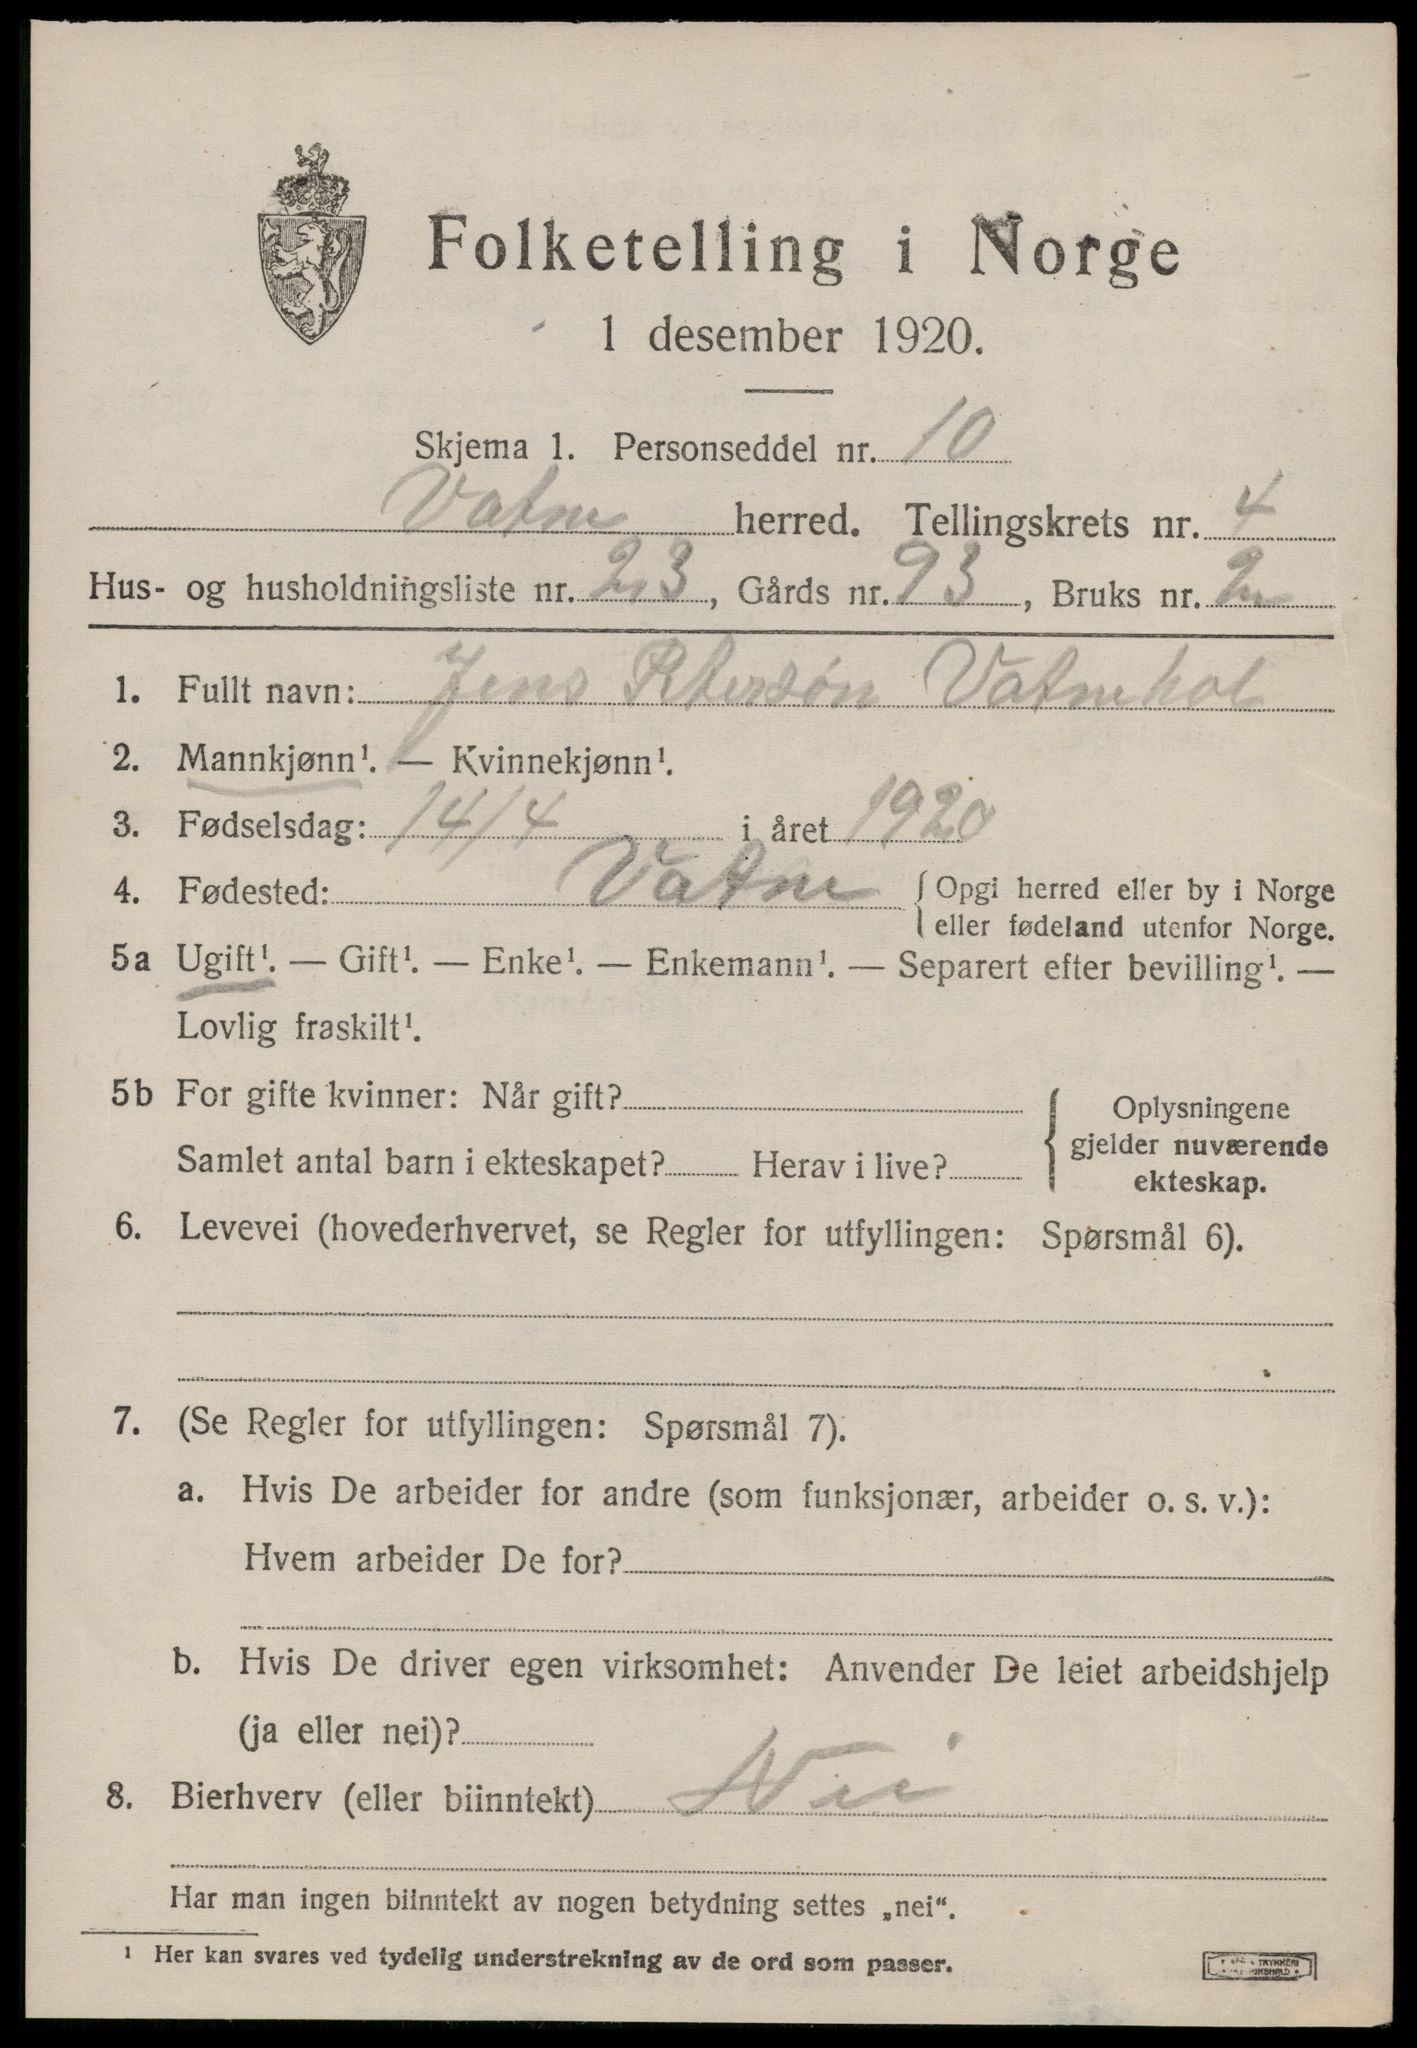 Folketelling i Norge
1 desember 1920.
Skjema 1. Personseddel nr. 10
Vatne herred. Tellingskrets nr. 4
Hus- og husholdningsliste nr. 23, Gårds nr. 93, Bruks nr. 2
1. Fullt navn: Jens Petersøn Vatnehol
2. Mannkjønn¹. — Kvinnekjønn¹.
3. Fødselsdag: 14/4 i året 1920
4. Fødested: Vatne { Opgi herred eller by i Norge
eller fødeland utenfor Norge.
5a Ugift¹. — Gift¹. — Enke¹. — Enkemann¹. — Separert efter bevilling¹. —
Lovlig fraskilt¹.
5b For gifte kvinner: Når gift?
Samlet antal barn i ekteskapet? Herav i live?
Oplysningene
gjelder nuværende
ekteskap.
6. Levevei (hovederhvervet, se Regler for utfyllingen: Spørsmål 6).
7. (Se Regler for utfyllingen: Spørsmål 7).
a. Hvis De arbeider for andre (som funksjonær, arbeider o. s. v.):
Hvem arbeider De for?
b. Hvis De driver egen virksomhet: Anvender De leiet arbeidshjelp
(ja eller nei)?
8. Bierhverv (eller biinntekt) Nei
Har man ingen biinntekt av nogen betydning settes „nei“.
¹ Her kan svares ved tydelig understrekning av de ord som passer.